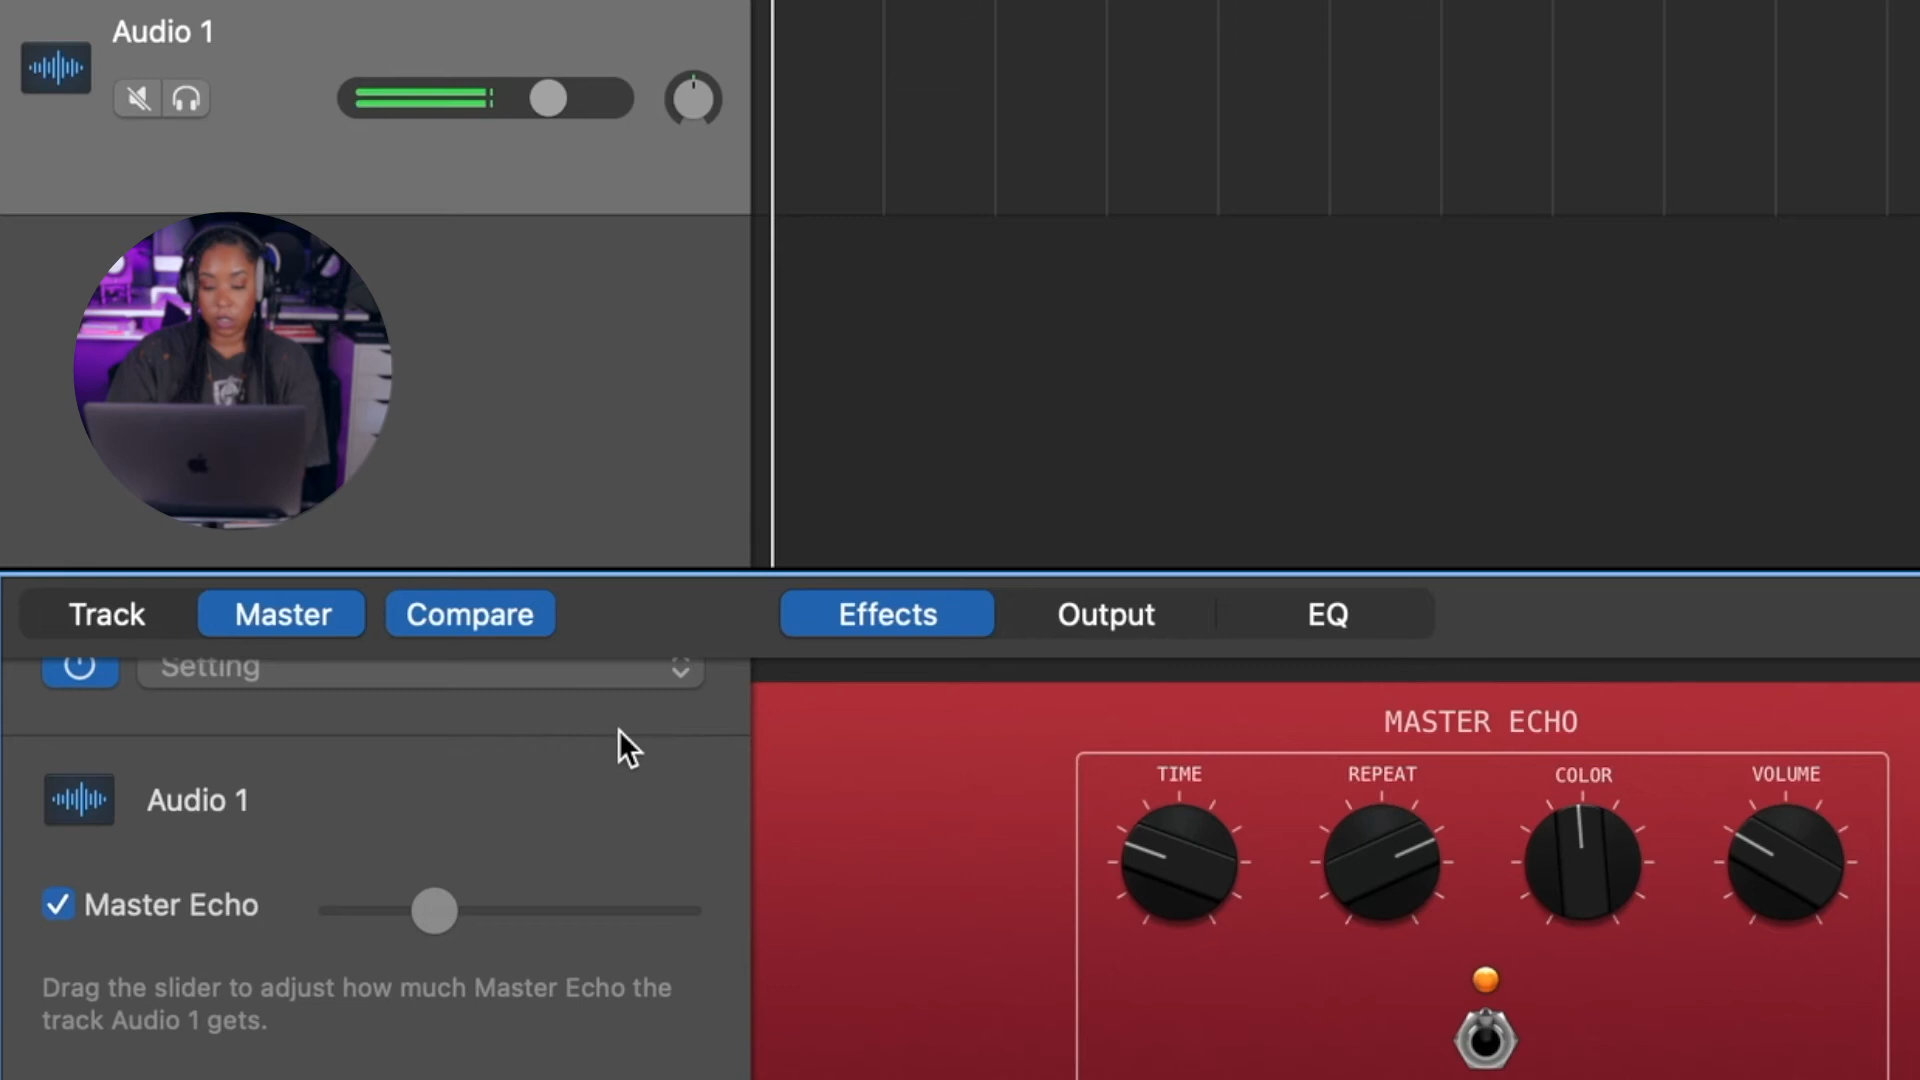 Audio 1
Track
Master
Compare
Effects
Output
EQ
Setting
MASTER ECHO
TIME
REPEAT
COLOR
VOLUME
Audio 1
Master Echo
Drag the slider to adjust how much Master Echo the
track Audio 1 gets.